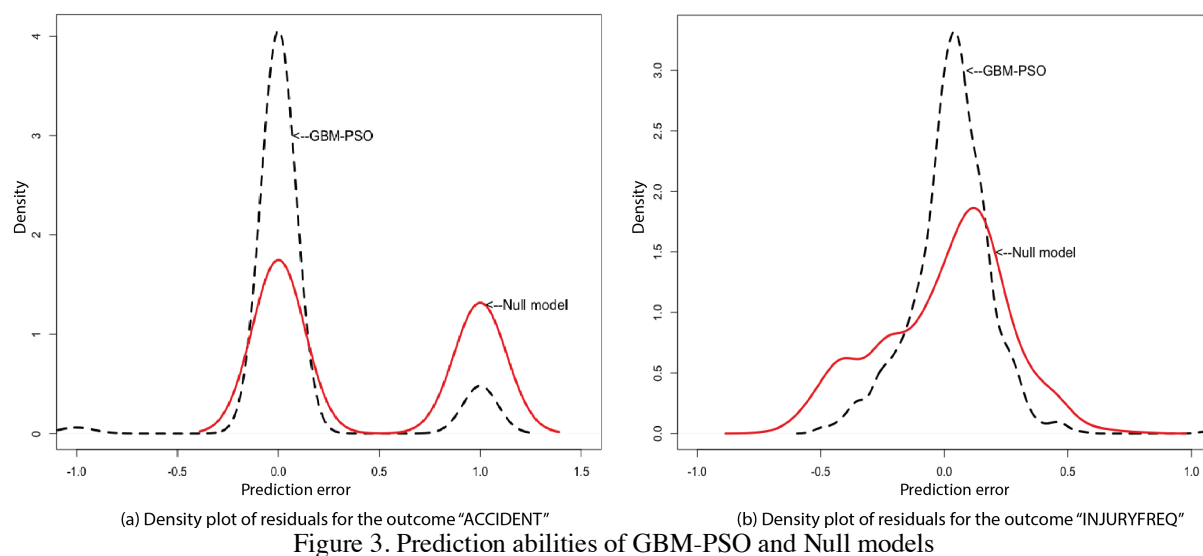 4
3
2
1
0
Density
<--GBM-PSO
<--Null model
-1.0 -0.5 0.0 0.5 1.0 1.5
Prediction error
(a) Density plot of residuals for the outcome “ACCIDENT”
3.0
2.5
2.0
1.5
1.0
0.5
0.0
Density
<--GBM-PSO
<--Null model
-1.0 -0.5 0.0 0.5 1.0
Prediction error
(b) Density plot of residuals for the outcome “INJURYFREQ”
Figure 3. Prediction abilities of GBM-PSO and Null models